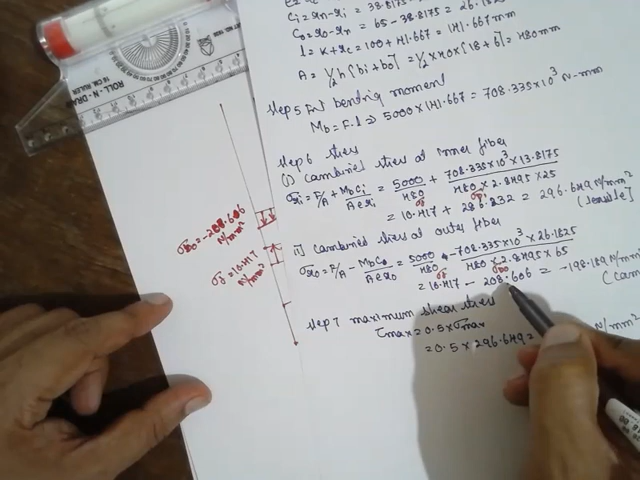 Ci = rn - ri = 38.8175
Co = ro - rn = 65 - 38.8175 = 26.1825
l = x + rc = 100 + 41.667 = 141.667 mm
A = 1/2 h [bi + bo] = 1/2 x 40 x [18 + 6] = 480 mm
Step 5 Find bending moment
Mb = F.l => 5000 x 141.667 = 708.335 x 10³ N-mm
Step 6 stress
(i) combined stress at inner fiber
σri = F/A + MbCi/Aeri = 5000/480 + 708.335 x 10³ x 13.8175/480 x 2.8495 x 25
= 10.417 + 286.232 = 296.649 N/mm²
(Tensile)
ii) combined stress at outer fiber
σro = F/A - MbCo/Aero = 5000/480 - 708.335 x 10³ x 26.1825/480 x 2.8495 x 65
= 10.417 - 208.606 = -198.189 N/mm²
Step 7 maximum shear stress
τmax = 0.5 x σmax
= 0.5 x 296.649 =
N/mm²
σbo = -208.606
N/mm²
σd = 10.417
N/mm²
ROLL-N-DRAW